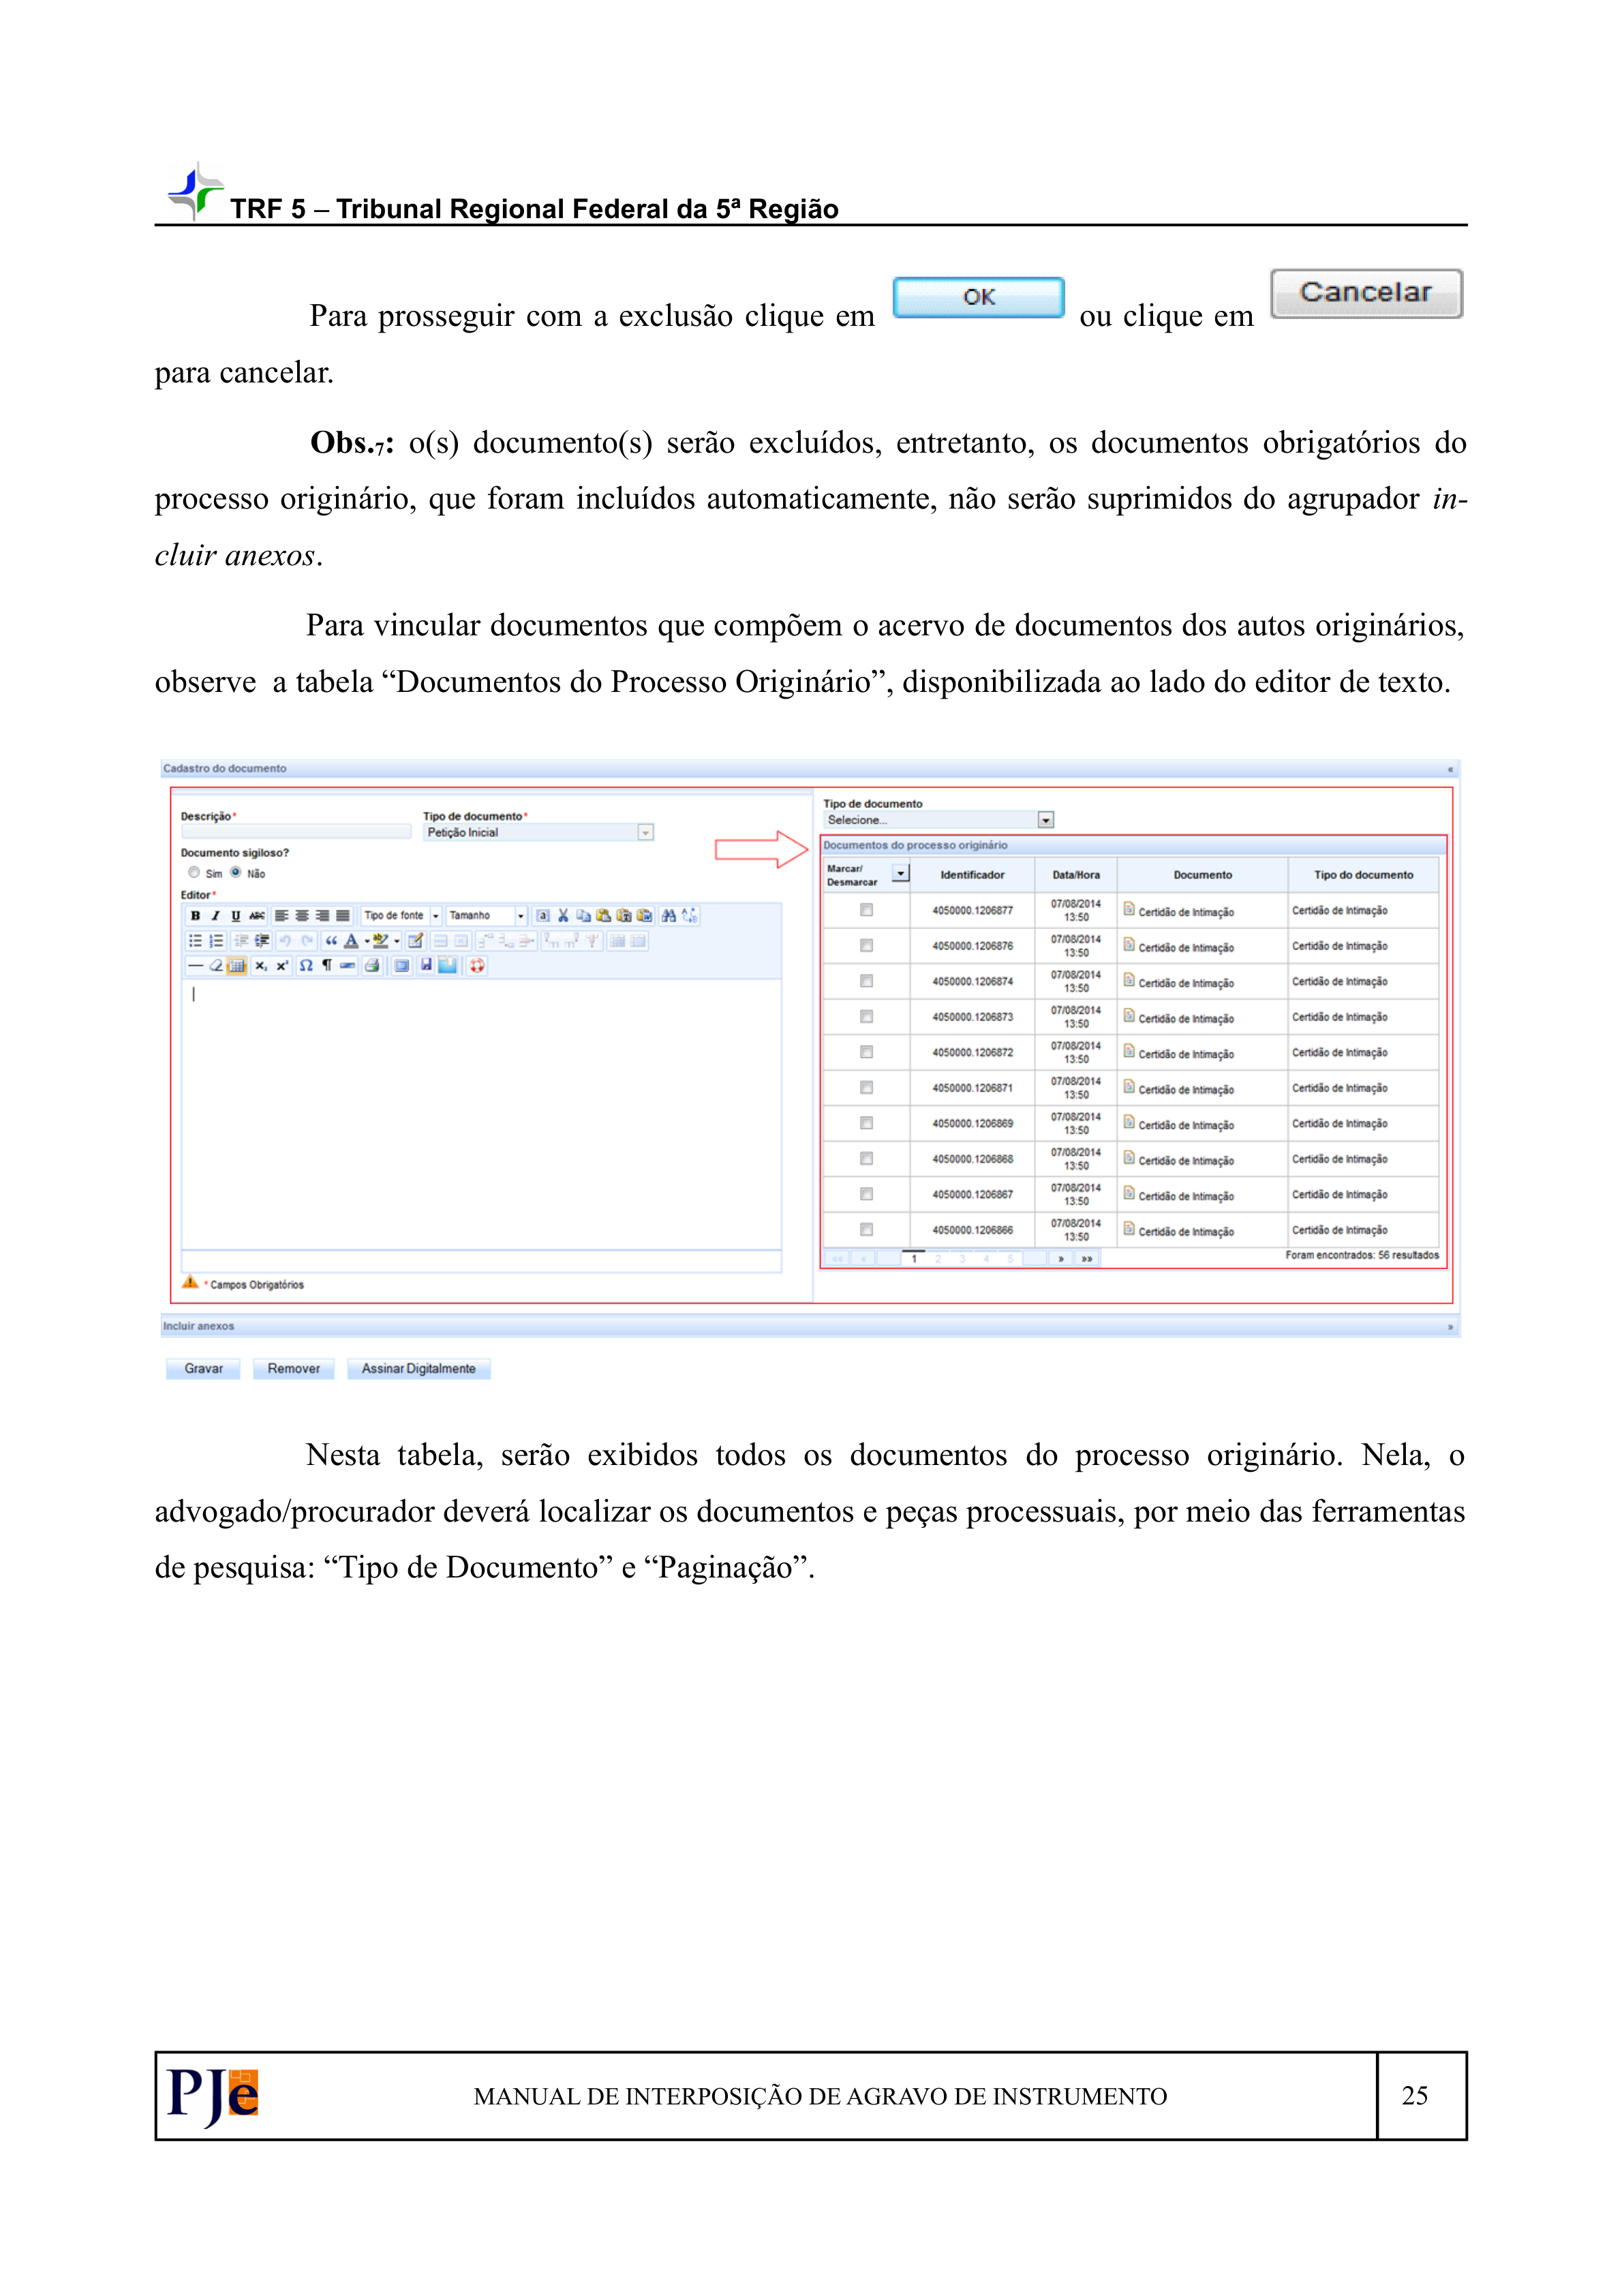 TRF 5 – Tribunal Regional Federal da 5ª Região
Para prosseguir com a exclusão clique em OK ou clique em Cancelar
para cancelar.
Obs.7: o(s) documento(s) serão excluídos, entretanto, os documentos obrigatórios do
processo originário, que foram incluídos automaticamente, não serão suprimidos do agrupador in-
cluir anexos.
Para vincular documentos que compõem o acervo de documentos dos autos originários,
observe a tabela “Documentos do Processo Originário”, disponibilizada ao lado do editor de texto.
Cadastro do documento «
Descrição* Tipo de documento*
Petição Inicial
Documento sigiloso?
Sim Não
Editor*
B I U ABC Tipo de fonte Tamanho
Tipo de documento
Selecione...
Documentos do processo originário
Marcar/ Desmarcar Identificador Data/Hora Documento Tipo do documento
4050000.1206877 07/08/2014 13:50 Certidão de Intimação Certidão de Intimação
4050000.1206876 07/08/2014 13:50 Certidão de Intimação Certidão de Intimação
4050000.1206874 07/08/2014 13:50 Certidão de Intimação Certidão de Intimação
4050000.1206873 07/08/2014 13:50 Certidão de Intimação Certidão de Intimação
4050000.1206872 07/08/2014 13:50 Certidão de Intimação Certidão de Intimação
4050000.1206871 07/08/2014 13:50 Certidão de Intimação Certidão de Intimação
4050000.1206869 07/08/2014 13:50 Certidão de Intimação Certidão de Intimação
4050000.1206868 07/08/2014 13:50 Certidão de Intimação Certidão de Intimação
4050000.1206867 07/08/2014 13:50 Certidão de Intimação Certidão de Intimação
4050000.1206866 07/08/2014 13:50 Certidão de Intimação Certidão de Intimação
«« « 1 2 3 4 5 » »» Foram encontrados: 56 resultados
* Campos Obrigatórios
Incluir anexos »
Gravar Remover Assinar Digitalmente
Nesta tabela, serão exibidos todos os documentos do processo originário. Nela, o
advogado/procurador deverá localizar os documentos e peças processuais, por meio das ferramentas
de pesquisa: “Tipo de Documento” e “Paginação”.
PJe MANUAL DE INTERPOSIÇÃO DE AGRAVO DE INSTRUMENTO 25